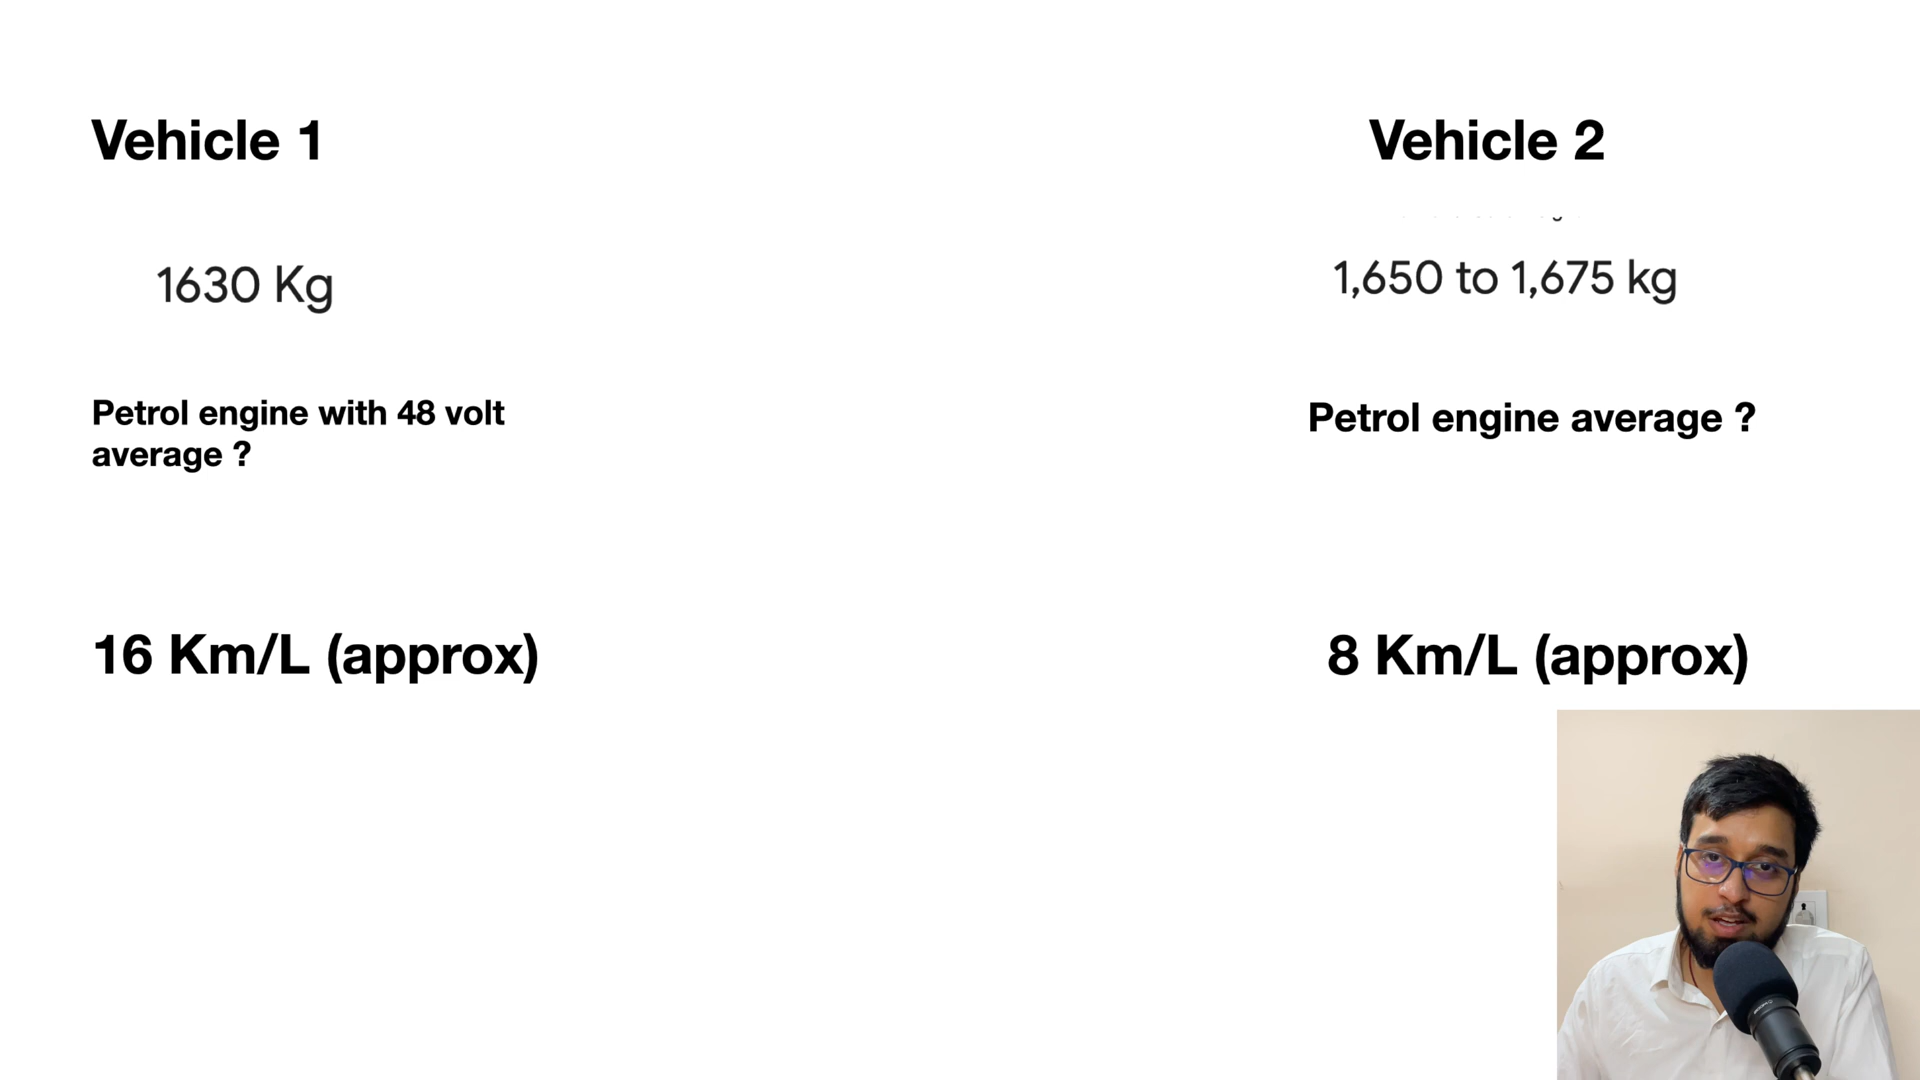 Vehicle 1
1630 Kg
Petrol engine with 48 volt
average ?
16 Km/L (approx)
Vehicle 2
1,650 to 1,675 kg
Petrol engine average ?
8 Km/L (approx)